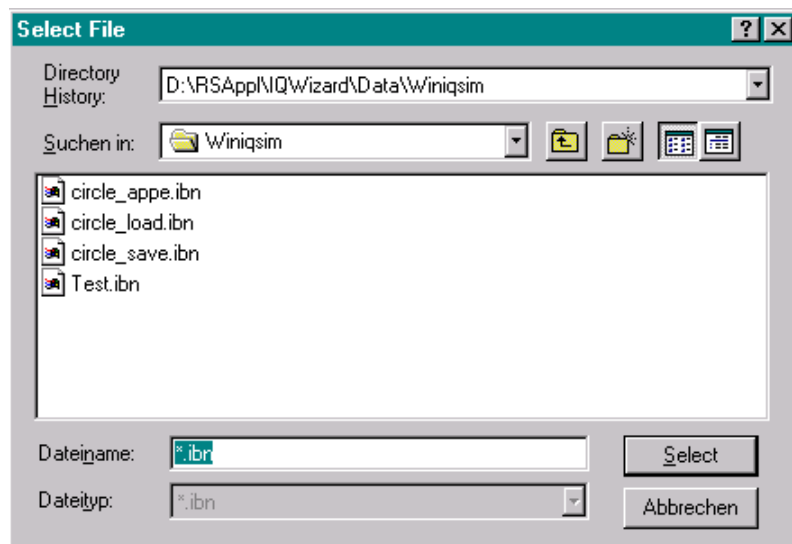 Select File
Directory
History:
D:\RSAppl\IQWizard\Data\Winiqsim
Suchen in:
Winiqsim
circle_appe.ibn
circle_load.ibn
circle_save.ibn
Test.ibn
Dateiname:
*.ibn
Select
Dateityp:
*.ibn
Abbrechen